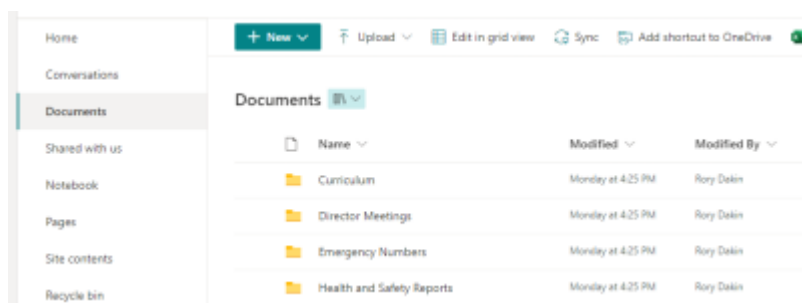 Home
Conversations
Documents
Shared with us
Notebook
Pages
Site contents
Recycle bin
New Upload Edit in grid view Sync Add shortcut to OneDrive
Documents
Name Modified Modified By
Curriculum Monday at 4:25 PM Rory Dakin
Director Meetings Monday at 4:25 PM Rory Dakin
Emergency Numbers Monday at 4:25 PM Rory Dakin
Health and Safety Reports Monday at 4:25 PM Rory Dakin